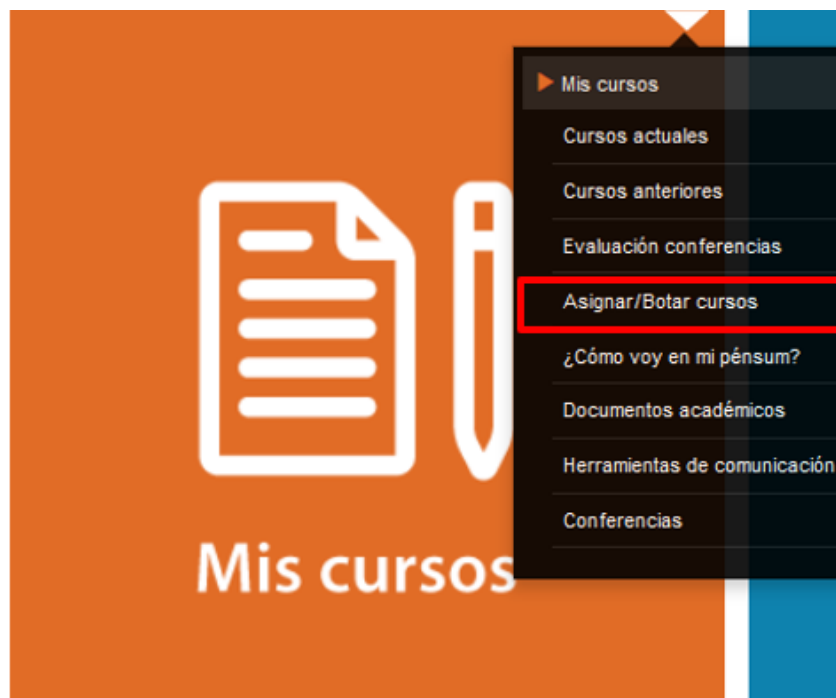 Mis cursos
Cursos actuales
Cursos anteriores
Evaluación conferencias
Asignar/Botar cursos
¿Cómo voy en mi pénsum?
Documentos académicos
Herramientas de comunicación
Conferencias
Mis cursos